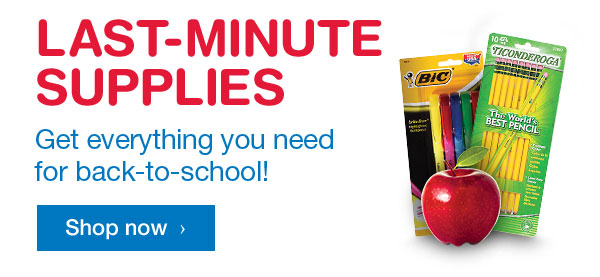 LAST-MINUTE
SUPPLIES
Get everything you need
for back-to-school!
Shop now ›
BIC
TICONDEROGA
The World's
BEST PENCIL